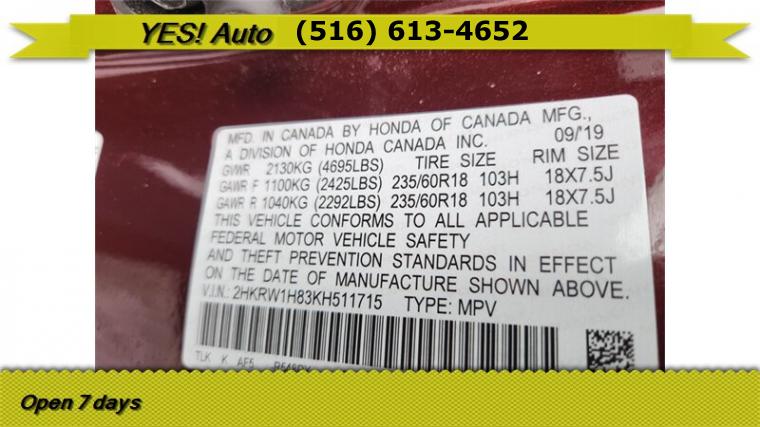 YES! Auto (516) 613-4652
MFD. IN CANADA BY HONDA OF CANADA MFG.,
A DIVISION OF HONDA CANADA INC. 09/'19
GVWR 2130KG (4695LBS) TIRE SIZE RIM SIZE
GAWR F 1100KG (2425LBS) 235/60R18 103H 18X7.5J
GAWR R 1040KG (2292LBS) 235/60R18 103H 18X7.5J
THIS VEHICLE CONFORMS TO ALL APPLICABLE
FEDERAL MOTOR VEHICLE SAFETY
AND THEFT PREVENTION STANDARDS IN EFFECT
ON THE DATE OF MANUFACTURE SHOWN ABOVE.
V.I.N.: 2HKRW1H83KH511715 TYPE: MPV
TLK K AF5
Open 7 days